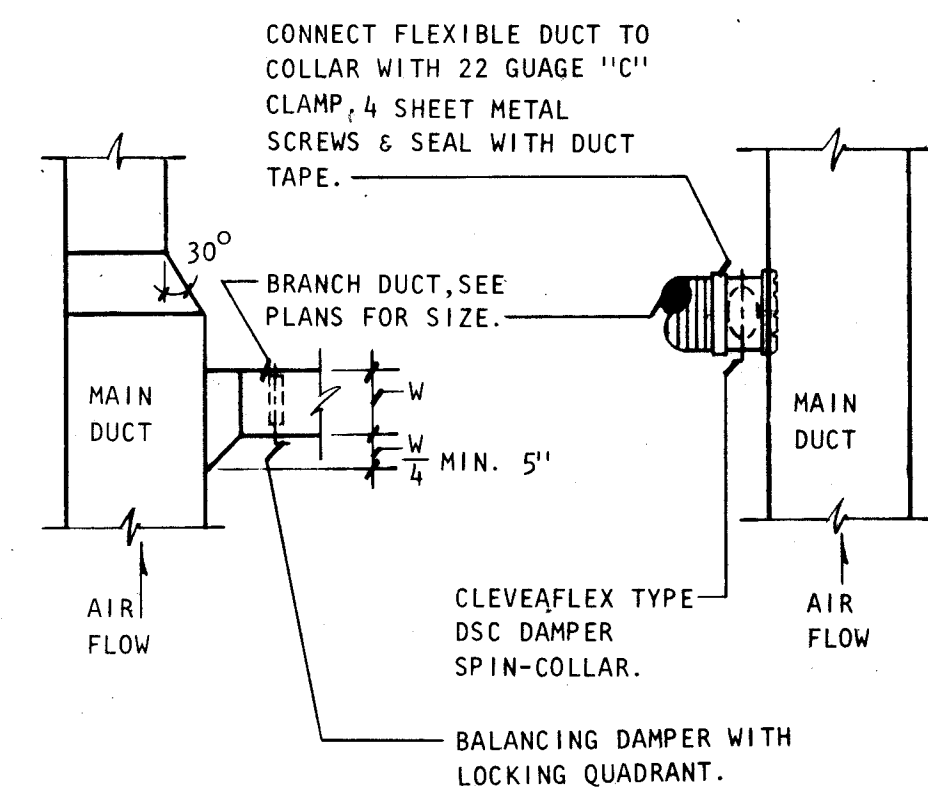 CONNECT FLEXIBLE DUCT TO
COLLAR WITH 22 GUAGE "C"
CLAMP, 4 SHEET METAL
SCREWS & SEAL WITH DUCT
TAPE.
30°
BRANCH DUCT, SEE
PLANS FOR SIZE.
MAIN
DUCT
W
W/4 MIN. 5"
MAIN
DUCT
AIR
FLOW
CLEVEAFLEX TYPE
DSC DAMPER
SPIN-COLLAR.
AIR
FLOW
BALANCING DAMPER WITH
LOCKING QUADRANT.